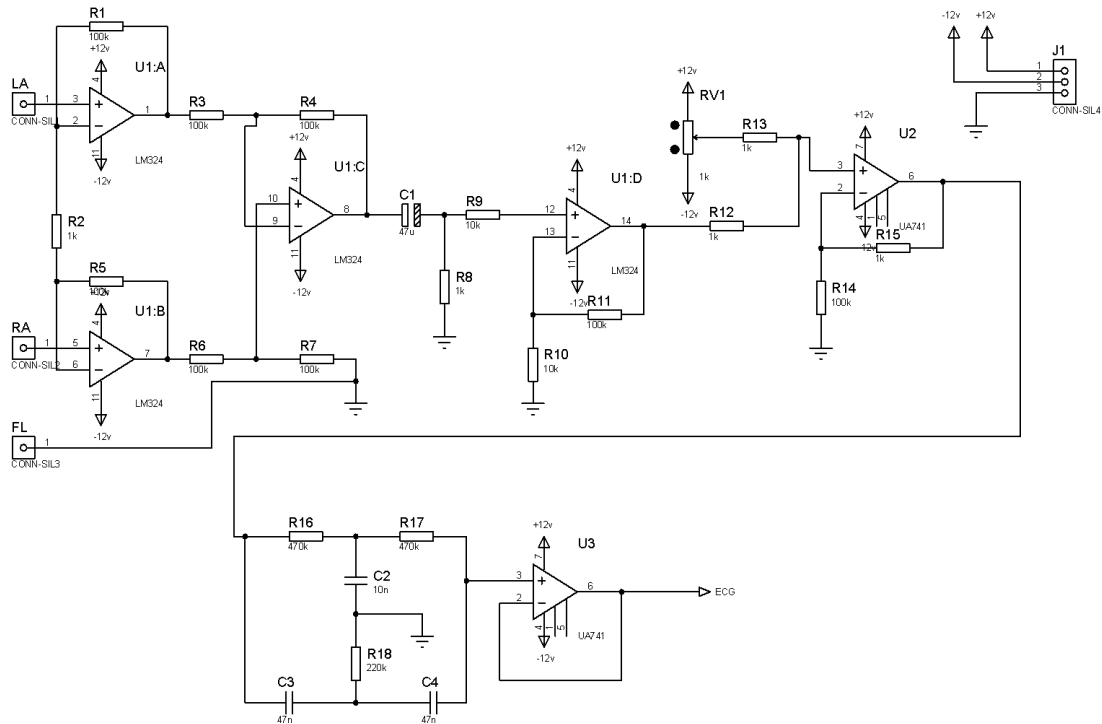 R1
100k
+12v
U1:A
LA
4
1
3
2
1
CONN-SIL1
11
LM324
-12v
R3
100k
R4
100k
+12v
4
U1:C
10
9
8
11
LM324
-12v
R2
1k
R5
100k
+12v
U1:B
4
RA
1
5
6
7
CONN-SIL2
11
LM324
-12v
R6
100k
R7
100k
FL
1
CONN-SIL3
C1
47u
R9
10k
R8
1k
+12v
U1:D
4
12
13
14
11
LM324
-12v
R11
100k
R10
10k
+12v
RV1
1k
-12v
R13
1k
R12
1k
+12v
U2
7
3
2
6
4
1
5
UA741
-12v
R15
1k
R14
100k
-12v
+12v
J1
1
2
3
CONN-SIL4
R16
470k
R17
470k
C2
10n
R18
220k
C3
47n
C4
47n
+12v
U3
7
3
2
6
4
1
5
UA741
-12v
ECG